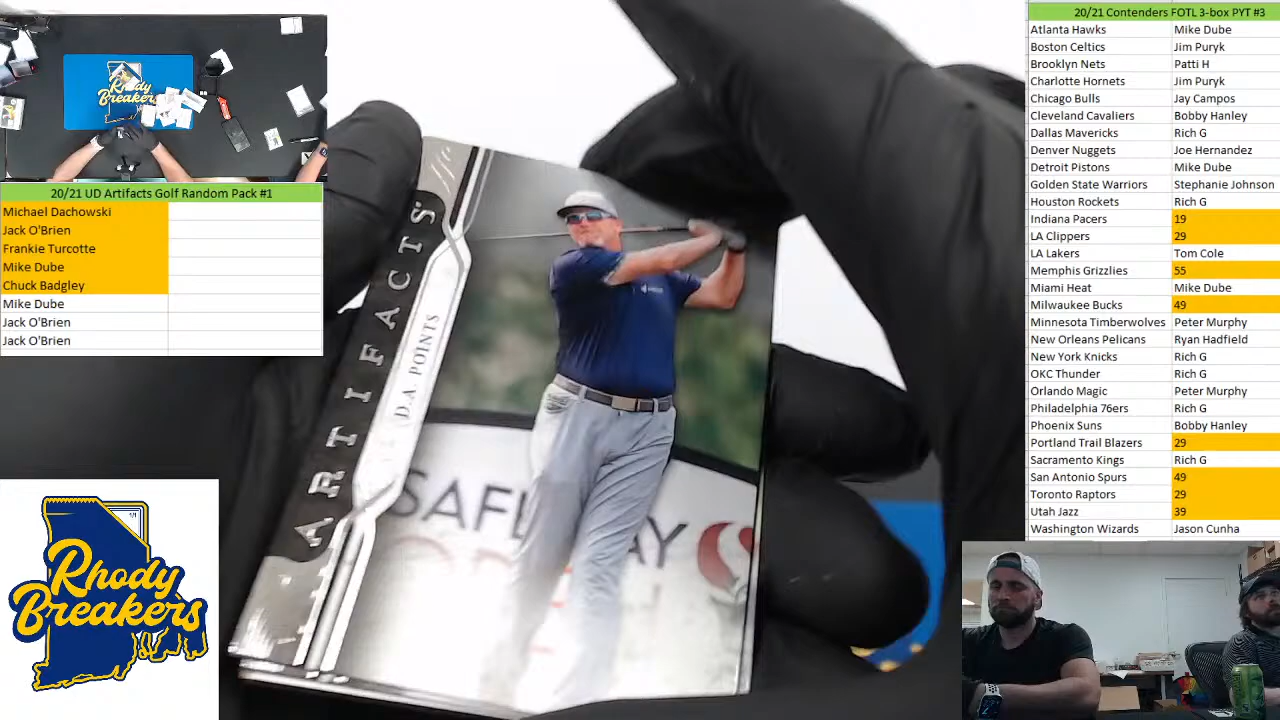 Rhody
Breakers
20/21 UD Artifacts Golf Random Pack #1
Michael Dachowski
Jack O'Brien
Frankie Turcotte
Mike Dube
Chuck Badgley
Mike Dube
Jack O'Brien
Jack O'Brien
Rhody
Breakers
ARTIFACTS
D.A. POINTS
SAFEWAY
20/21 Contenders FOTL 3-box PYT #3
Atlanta Hawks Mike Dube
Boston Celtics Jim Puryk
Brooklyn Nets Patti H
Charlotte Hornets Jim Puryk
Chicago Bulls Jay Campos
Cleveland Cavaliers Bobby Hanley
Dallas Mavericks Rich G
Denver Nuggets Joe Hernandez
Detroit Pistons Mike Dube
Golden State Warriors Stephanie Johnson
Houston Rockets Rich G
Indiana Pacers 19
LA Clippers 29
LA Lakers Tom Cole
Memphis Grizzlies 55
Miami Heat Mike Dube
Milwaukee Bucks 49
Minnesota Timberwolves Peter Murphy
New Orleans Pelicans Ryan Hadfield
New York Knicks Rich G
OKC Thunder Rich G
Orlando Magic Peter Murphy
Philadelphia 76ers Rich G
Phoenix Suns Bobby Hanley
Portland Trail Blazers 29
Sacramento Kings Rich G
San Antonio Spurs 49
Toronto Raptors 29
Utah Jazz 39
Washington Wizards Jason Cunha